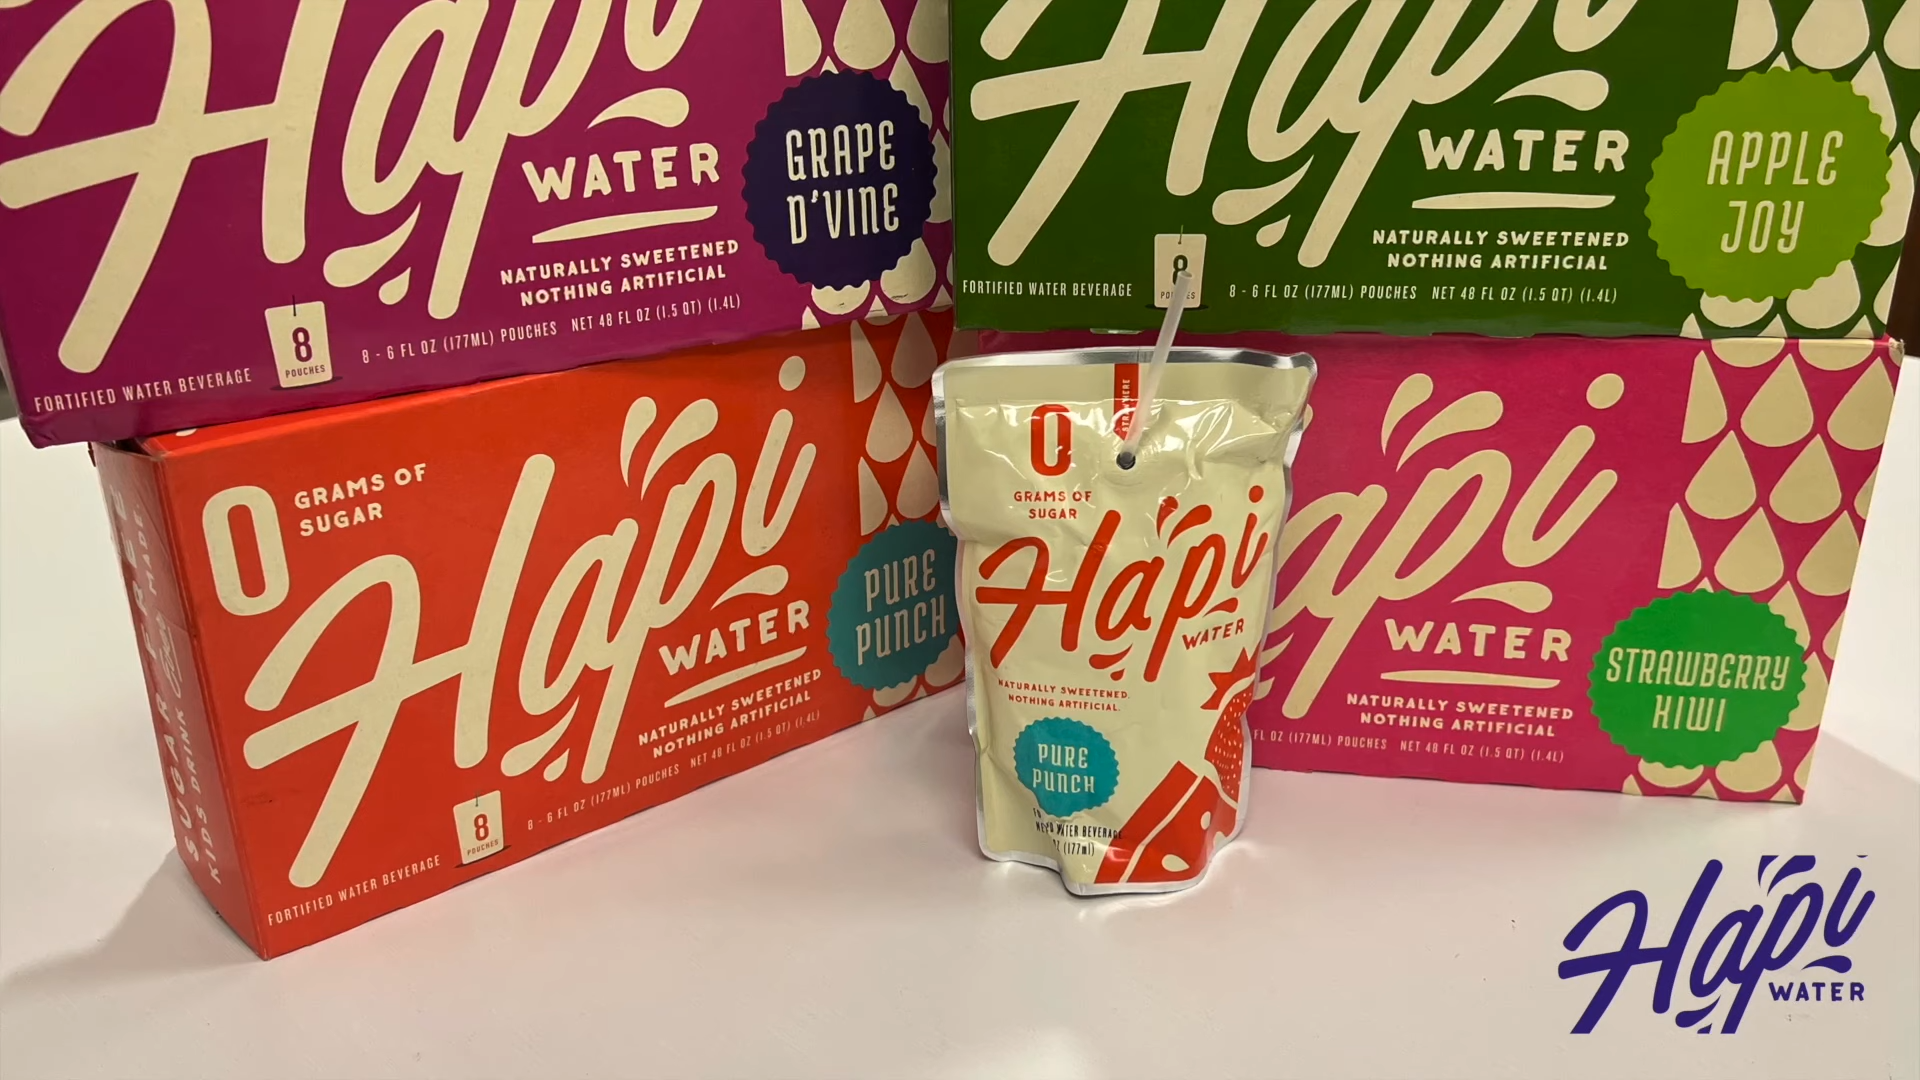 Hapi
WATER
GRAPE
D'VINE
NATURALLY SWEETENED
NOTHING ARTIFICIAL
8
POUCHES
8 - 6 FL OZ (177ML) POUCHES NET 48 FL OZ (1.5 QT) (1.4L)
FORTIFIED WATER BEVERAGE
Hapi
WATER
APPLE
JOY
NATURALLY SWEETENED
NOTHING ARTIFICIAL
FORTIFIED WATER BEVERAGE
8
POUCHES
8 - 6 FL OZ (177ML) POUCHES NET 48 FL OZ (1.5 QT) (1.4L)
SUGAR FREE
KIDS DRINK MADE
0 GRAMS OF
SUGAR
Hapi
WATER
PURE
PUNCH
NATURALLY SWEETENED
NOTHING ARTIFICIAL
8
POUCHES
8 - 6 FL OZ (177ML) POUCHES NET 48 FL OZ (1.5 QT) (1.4L)
FORTIFIED WATER BEVERAGE
0
GRAMS OF
SUGAR
Hapi
WATER
NATURALLY SWEETENED.
NOTHING ARTIFICIAL.
PURE
PUNCH
WATER BEVERAGE
(177ml)
Hapi
WATER
STRAWBERRY
KIWI
NATURALLY SWEETENED
NOTHING ARTIFICIAL
FL OZ (177ML) POUCHES NET 48 FL OZ (1.5 QT) (1.4L)
Hapi
WATER